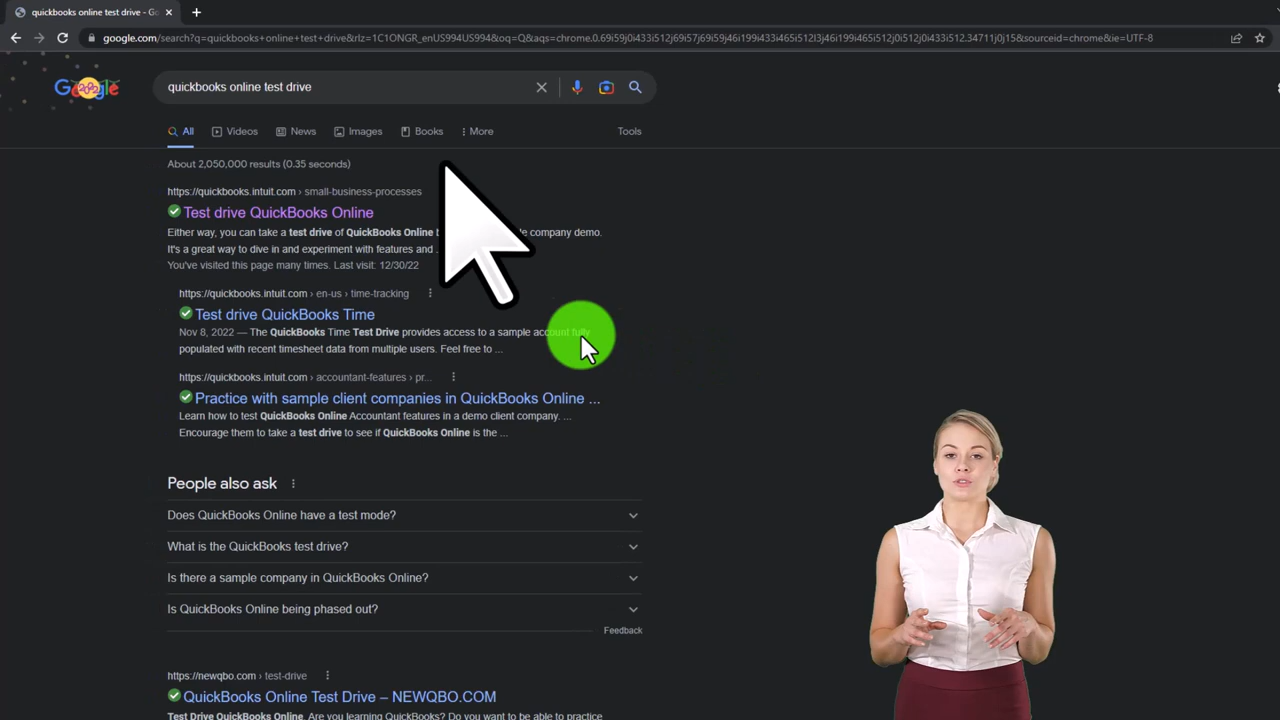 quickbooks online test drive - Go
google.com/search?q=quickbooks+online+test+drive&rlz=1C1ONGR_enUS994US994&oq=Q&aqs=chrome.0.69i59j0i433i512j69i57j69i59j46i199i433i465i512l3j46i199i465i512j0i512j0i433i512.34711j0j15&sourceid=chrome&ie=UTF-8
quickbooks online test drive
All Videos News Images Books More Tools
About 2,050,000 results (0.35 seconds)
https://quickbooks.intuit.com › small-business-processes
Test drive QuickBooks Online
Either way, you can take a test drive of QuickBooks Online company demo.
It's a great way to dive in and experiment with features and
You've visited this page many times. Last visit: 12/30/22
https://quickbooks.intuit.com › en-us › time-tracking
Test drive QuickBooks Time
Nov 8, 2022 — The QuickBooks Time Test Drive provides access to a sample account fully
populated with recent timesheet data from multiple users. Feel free to ...
https://quickbooks.intuit.com › accountant-features › pr...
Practice with sample client companies in QuickBooks Online ...
Learn how to test QuickBooks Online Accountant features in a demo client company. ...
Encourage them to take a test drive to see if QuickBooks Online is the ...
People also ask
Does QuickBooks Online have a test mode?
What is the QuickBooks test drive?
Is there a sample company in QuickBooks Online?
Is QuickBooks Online being phased out?
Feedback
https://newqbo.com › test-drive
QuickBooks Online Test Drive – NEWQBO.COM
Test Drive QuickBooks Online. Are you learning QuickBooks? Do you want to be able to practice